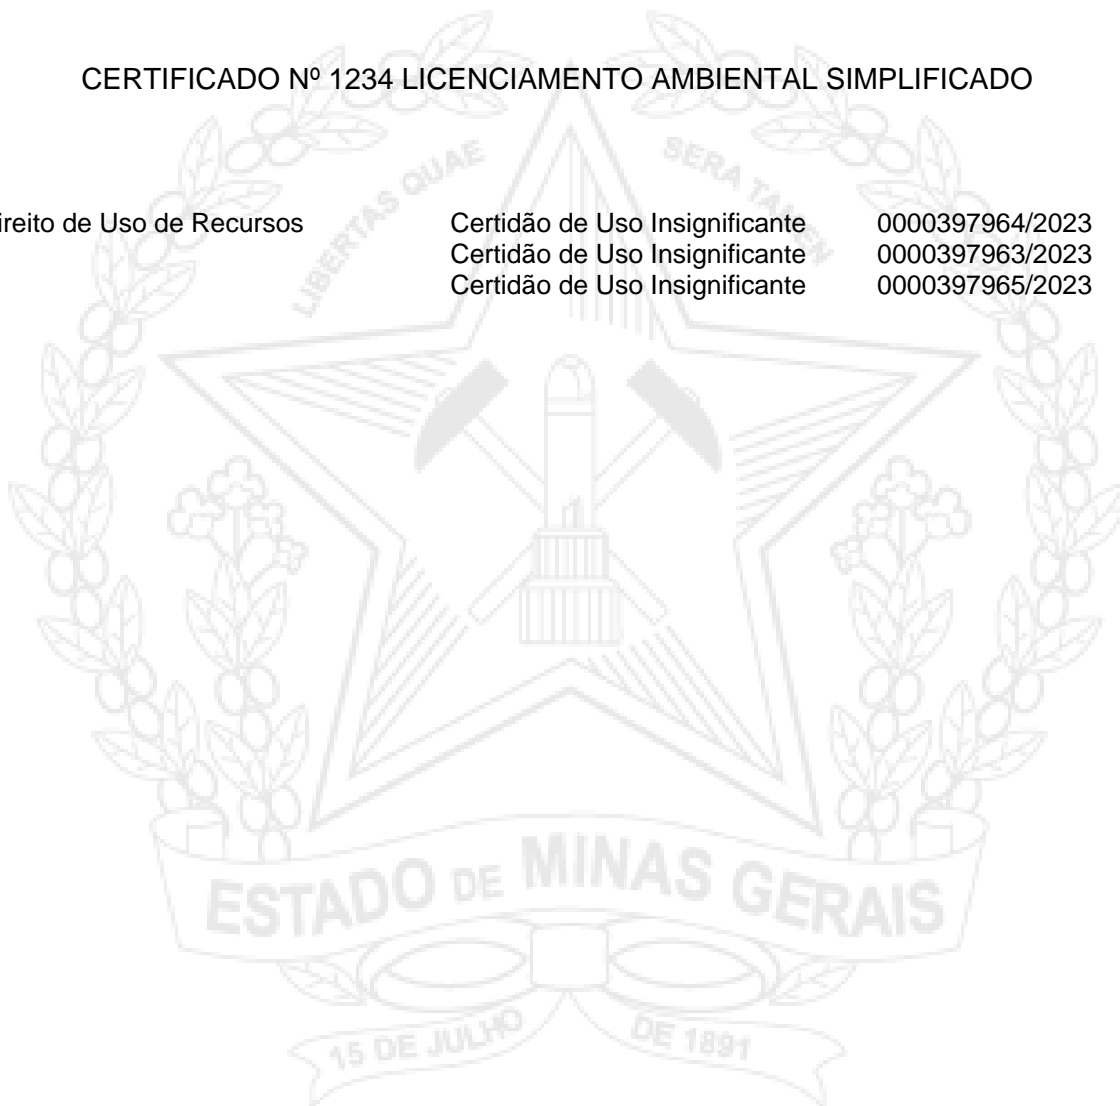 CERTIFICADO Nº 1234 LICENCIAMENTO AMBIENTAL SIMPLIFICADO
ireito de Uso de Recursos Certidão de Uso Insignificante 0000397964/2023
Certidão de Uso Insignificante 0000397963/2023
Certidão de Uso Insignificante 0000397965/2023
LIBERTAS QUAE SERA TAMEN
ESTADO DE MINAS GERAIS
15 DE JULHO DE 1891